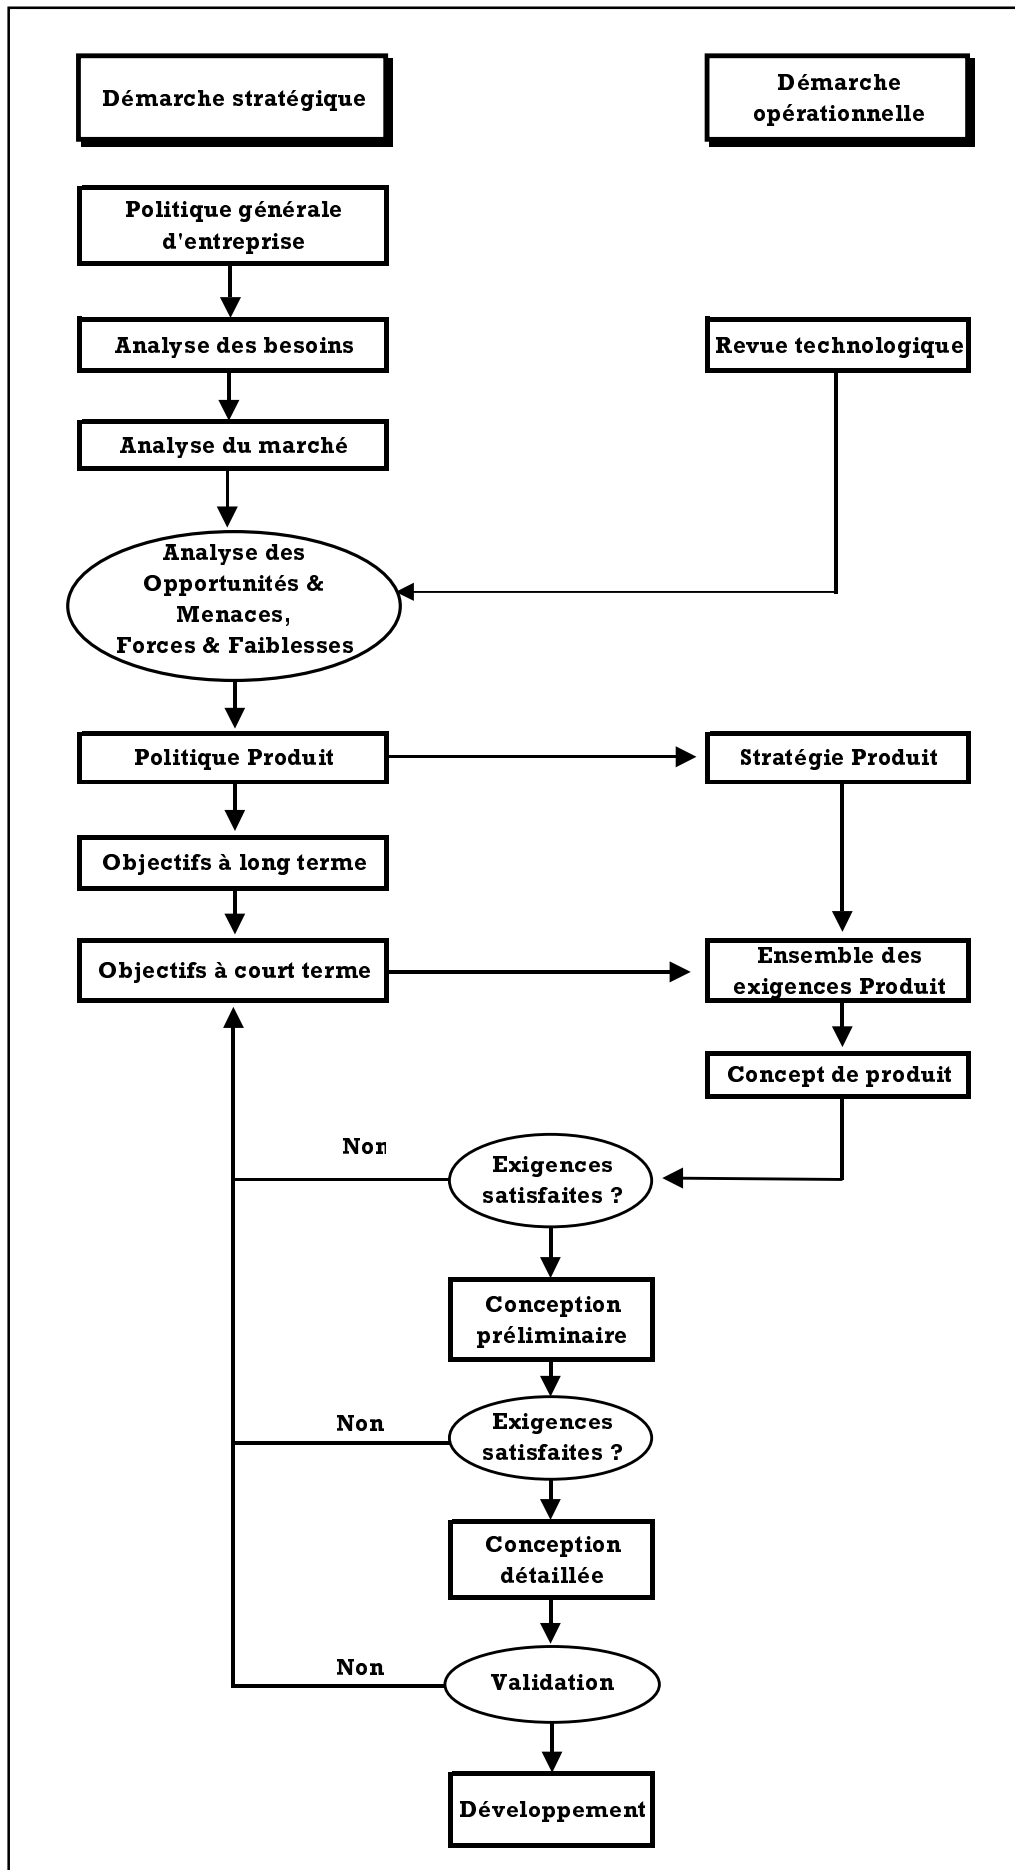 Démarche stratégique
Démarche
opérationnelle
Politique générale
d'entreprise
Analyse des besoins
Revue technologique
Analyse du marché
Analyse des
Opportunités &
Menaces,
Forces & Faiblesses
Politique Produit
Stratégie Produit
Objectifs à long terme
Objectifs à court terme
Ensemble des
exigences Produit
Concept de produit
Non
Exigences
satisfaites ?
Conception
préliminaire
Non
Exigences
satisfaites ?
Conception
détaillée
Non
Validation
Développement